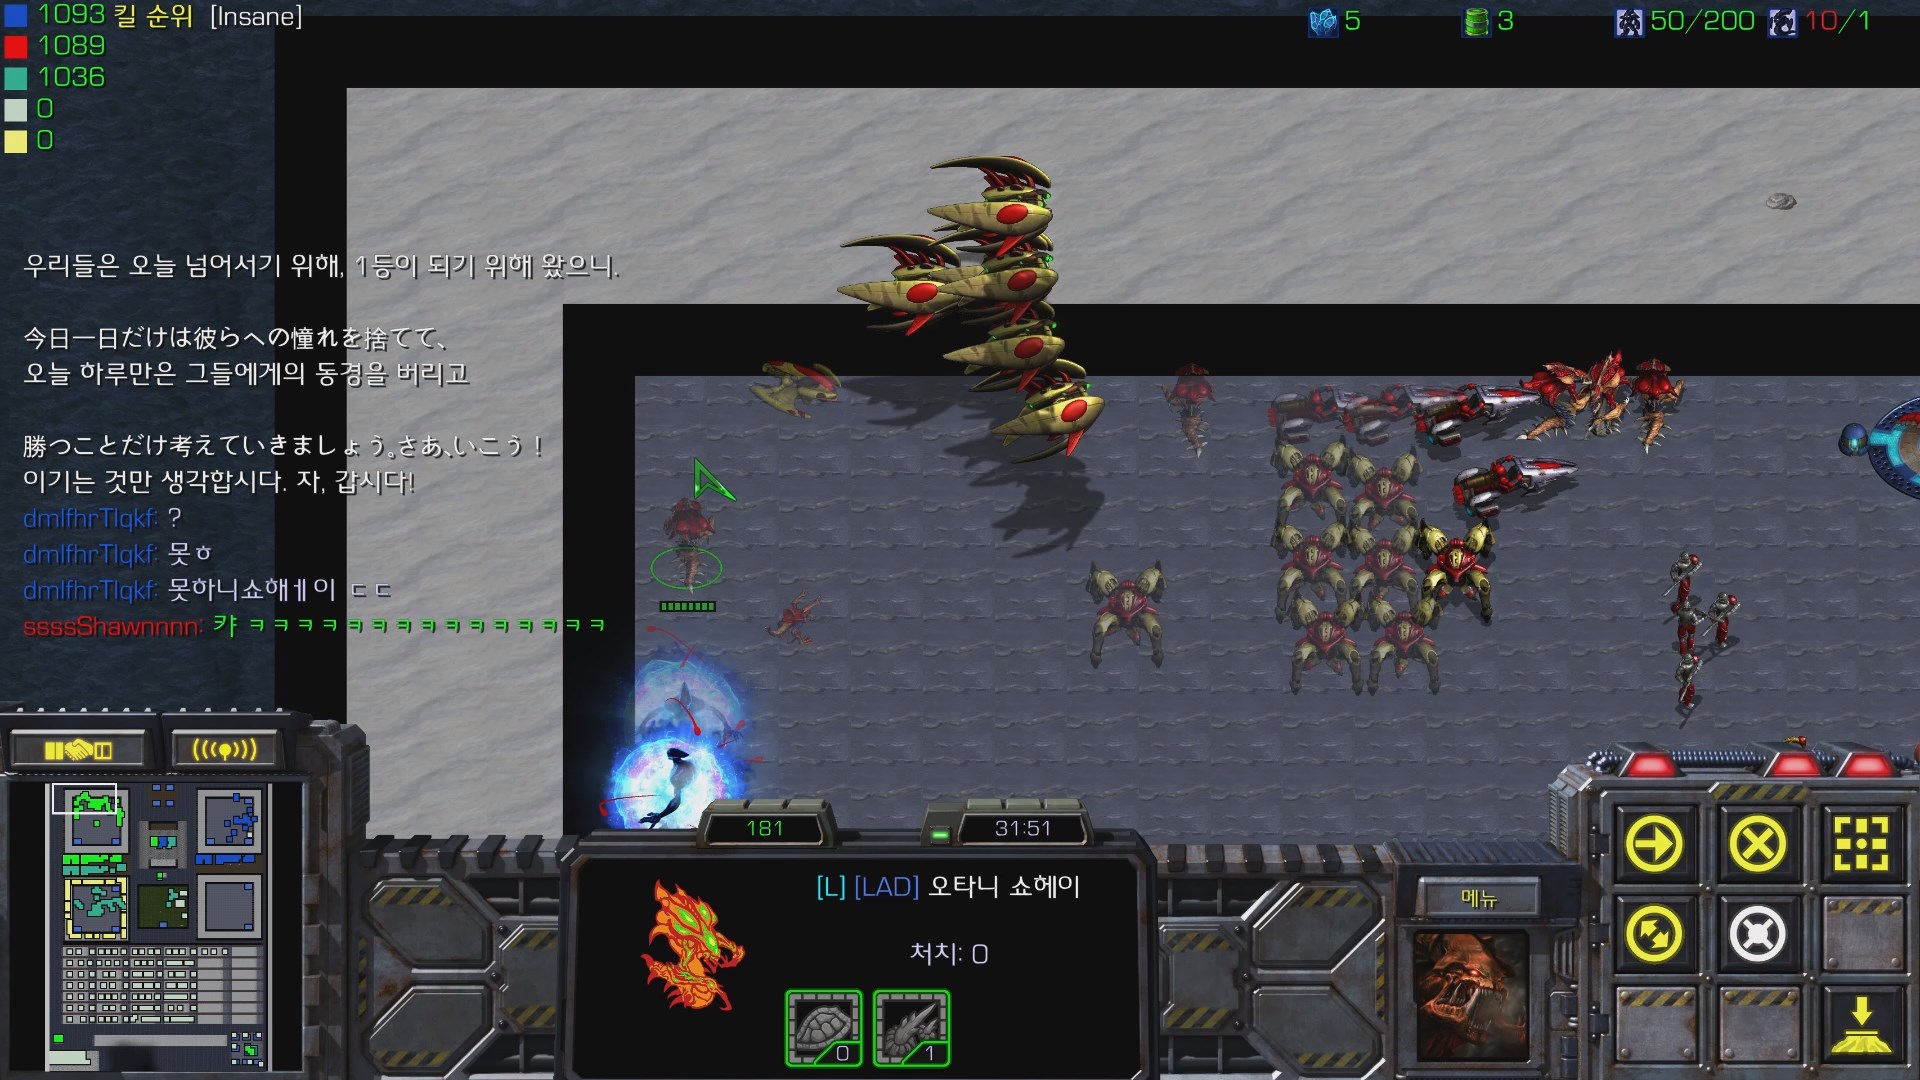 1093 킬 순위 [Insane]
1089
1036
0
0
5
3
50/200
10/1
우리들은 오늘 넘어서기 위해, 1등이 되기 위해 왔으니.
今日一日だけは彼らへの憧れを捨てて、
오늘 하루만은 그들에게의 동경을 버리고
勝つことだけ考えていきましょう。さあ、いこう！
이기는 것만 생각합시다. 자, 갑시다!
dmlfhrTlqkf: ?
dmlfhrTlqkf: 못ㅎ
dmlfhrTlqkf: 못하니쇼해ㅔ이 ㄷㄷ
ssssShawnnnn: 캬 ㅋㅋㅋㅋㅋㅋㅋㅋㅋㅋㅋㅋㅋㅋㅋ
181
31:51
[L] [LAD] 오타니 쇼헤이
처치: 0
0
1
메뉴